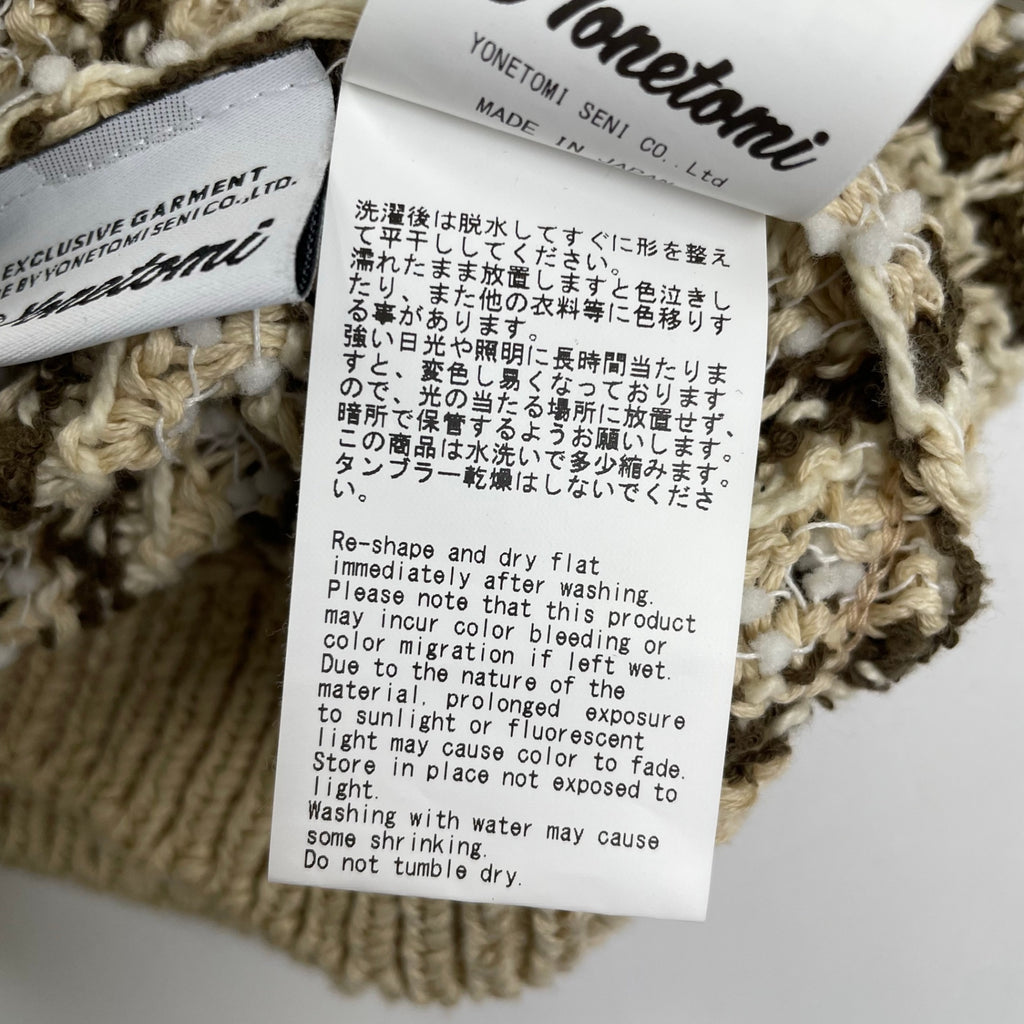 Yonetomi
YONETOMI SENI CO.,Ltd
MADE IN JAPAN
EXCLUSIVE GARMENT
BY YONETOMI SENI CO.,LTD.
Yonetomi
洗濯後は脱水してすぐに形を整え
て平干ししてください。
濡れたまま放置しますと色泣きし
たり、また他の衣料等に色移りす
る事があります。
強い日光や照明に長時間当たりま
すと、変色し易くなっております
ので、光の当たる場所に放置せず、
暗所で保管するようお願いします。
この商品は水洗いで多少縮みます。
タンブラー乾燥はしないでくださ
い。
Re-shape and dry flat
immediately after washing.
Please note that this product
may incur color bleeding or
color migration if left wet.
Due to the nature of the
material, prolonged exposure
to sunlight or fluorescent
light may cause color to fade.
Store in place not exposed to
light.
Washing with water may cause
some shrinking.
Do not tumble dry.